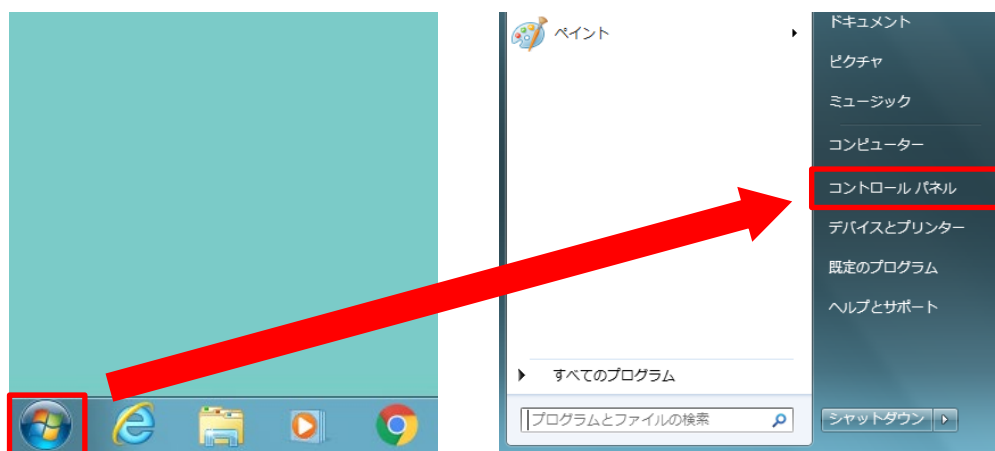 ペイント
すべてのプログラム
プログラムとファイルの検索
ドキュメント
ピクチャ
ミュージック
コンピューター
コントロール パネル
デバイスとプリンター
既定のプログラム
ヘルプとサポート
シャットダウン